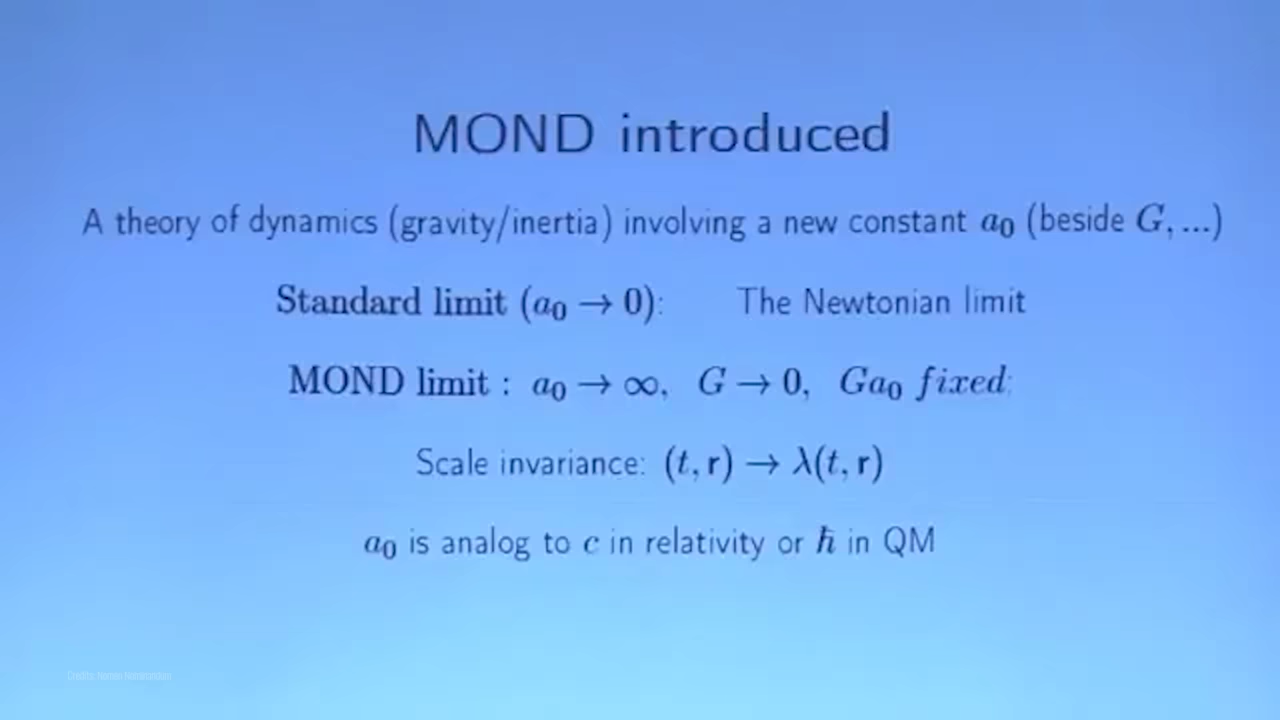 MOND introduced
A theory of dynamics (gravity/inertia) involving a new constant a₀ (beside G, ...)
Standard limit (a₀ → 0): The Newtonian limit
MOND limit : a₀ → ∞, G → 0, Ga₀ fixed:
Scale invariance: (t, r) → λ(t, r)
a₀ is analog to c in relativity or ħ in QM